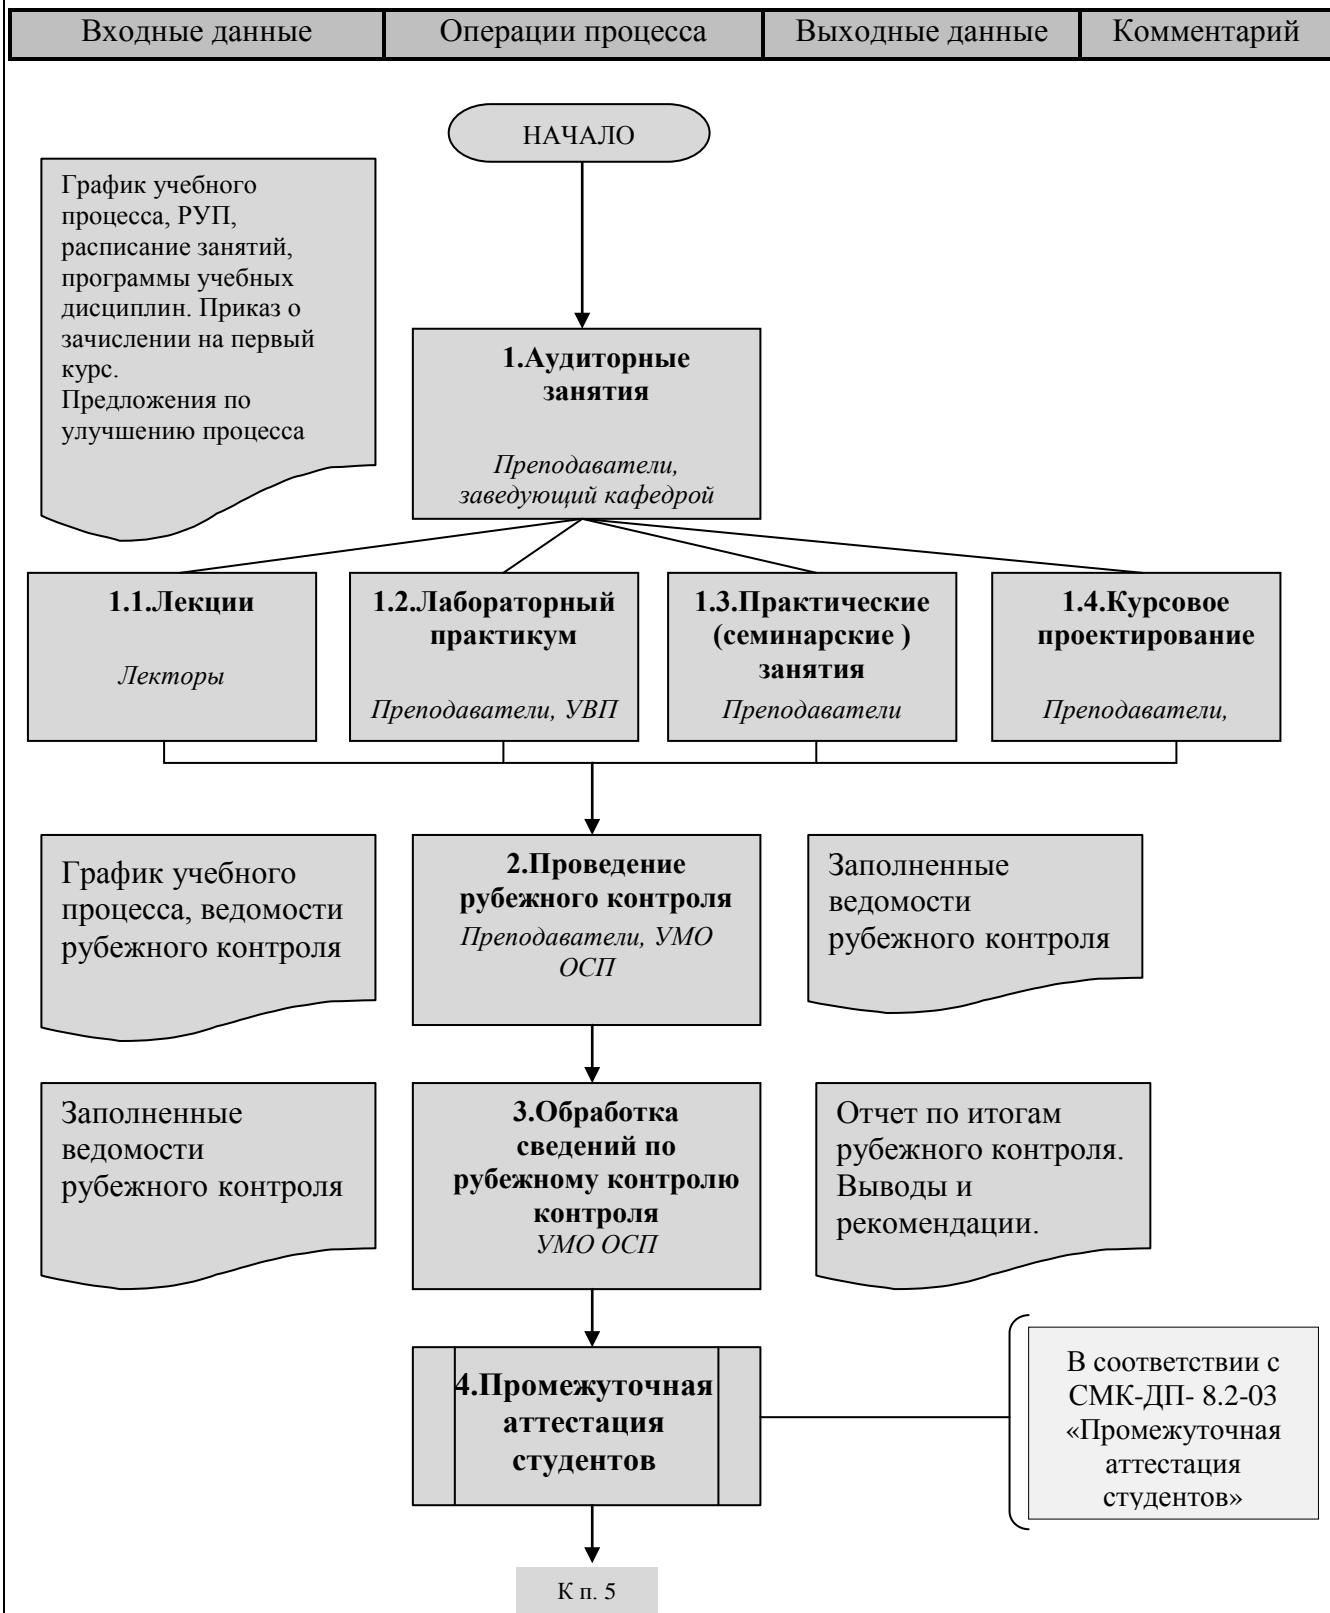 Входные данные
Операции процесса
Выходные данные
Комментарий
НАЧАЛО
График учебного
процесса, РУП,
расписание занятий,
программы учебных
дисциплин. Приказ о
зачислении на первый
курс.
Предложения по
улучшению процесса
1.Аудиторные
занятия
Преподаватели,
заведующий кафедрой
1.1.Лекции
Лекторы
1.2.Лабораторный
практикум
Преподаватели, УВП
1.3.Практические
(семинарские )
занятия
Преподаватели
1.4.Курсовое
проектирование
Преподаватели,
График учебного
процесса, ведомости
рубежного контроля
2.Проведение
рубежного контроля
Преподаватели, УМО
ОСП
Заполненные
ведомости
рубежного контроля
Заполненные
ведомости
рубежного контроля
3.Обработка
сведений по
рубежному контролю
контроля
УМО ОСП
Отчет по итогам
рубежного контроля.
Выводы и
рекомендации.
4.Промежуточная
аттестация
студентов
В соответствии с
СМК-ДП- 8.2-03
«Промежуточная
аттестация
студентов»
К п. 5